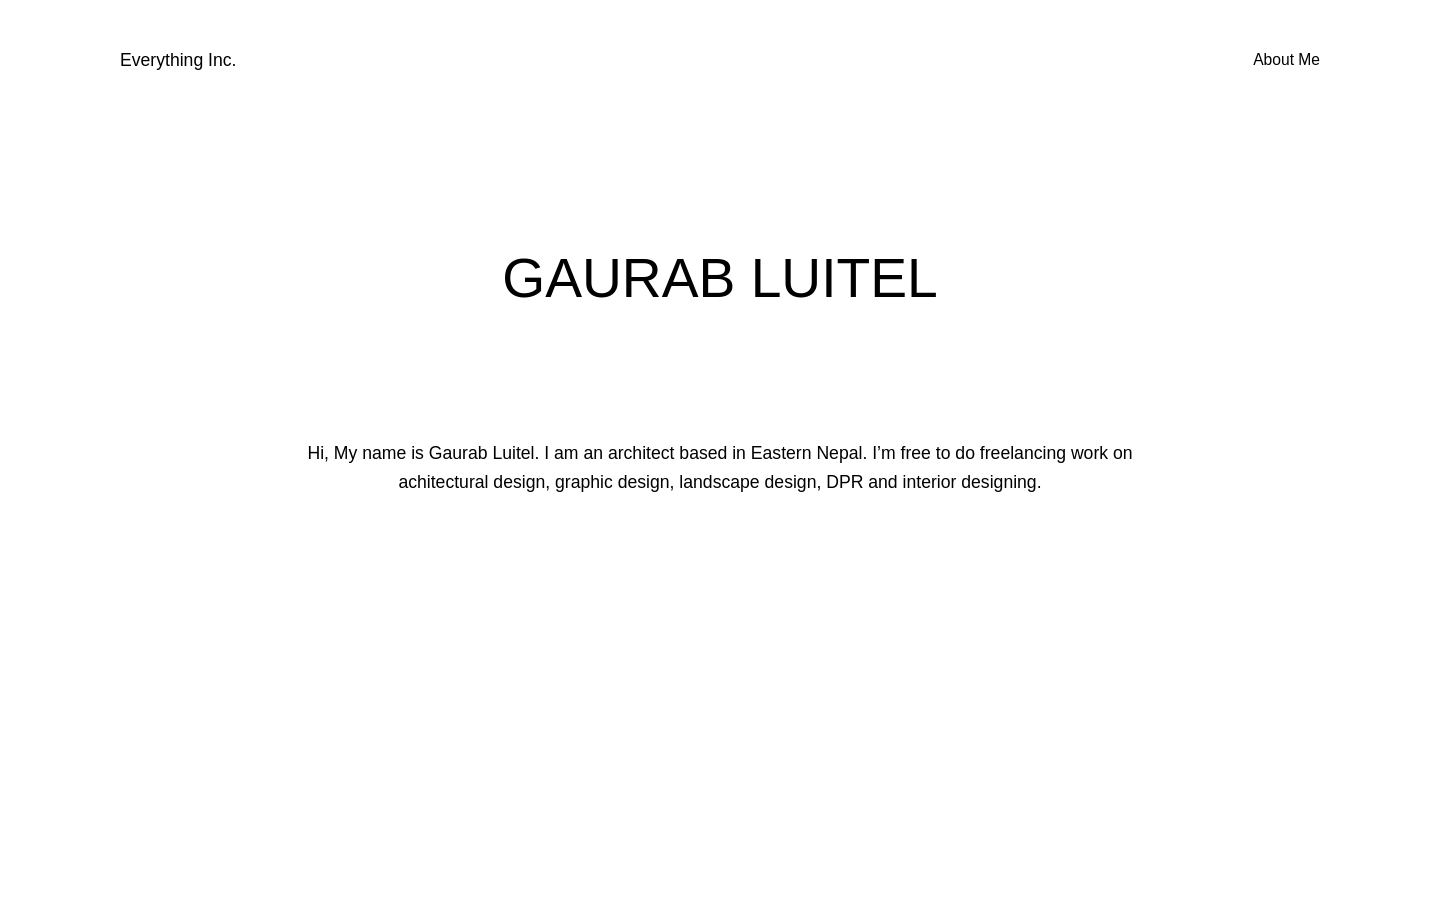 Everything Inc.
About Me
GAURAB LUITEL
Hi, My name is Gaurab Luitel. I am an architect based in Eastern Nepal. I’m free to do freelancing work on
achitectural design, graphic design, landscape design, DPR and interior designing.